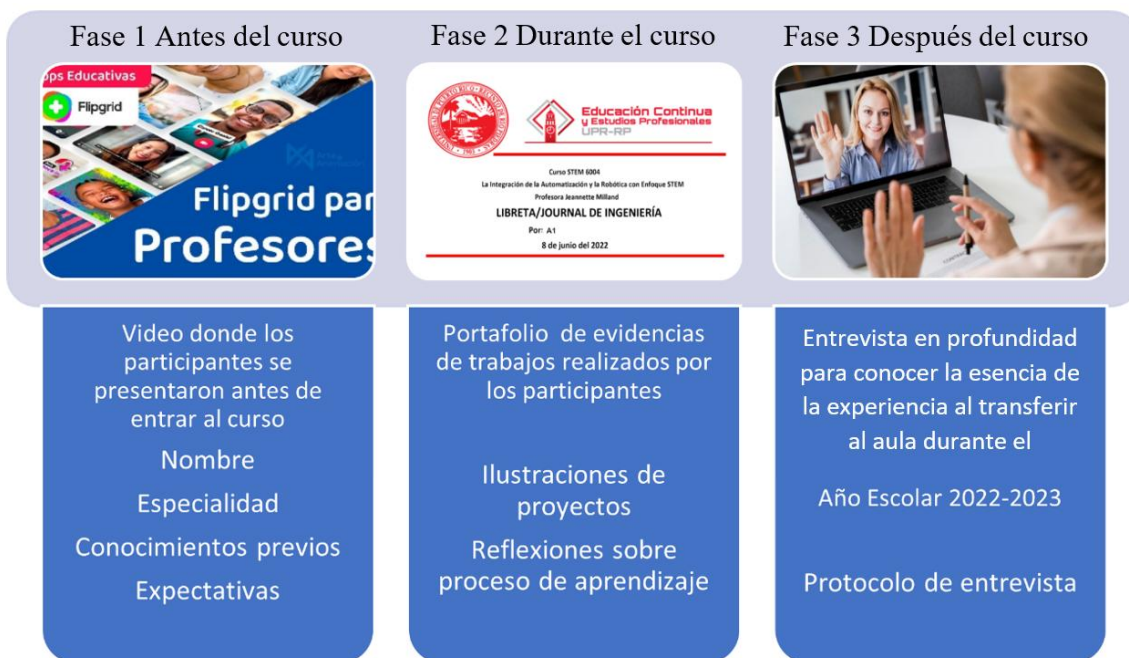 Fase 1 Antes del curso
Fase 2 Durante el curso
Fase 3 Después del curso
Apps Educativas
Flipgrid
Flipgrid par
Profesores
Educación Continua
y Estudios Profesionales
UPR-RP
Curso STEM 6004
La Integración de la Automatización y la Robótica con Enfoque STEM
Profesora Jeannette Milland
LIBRETA/JOURNAL DE INGENIERÍA
Por: A1
8 de junio del 2022
Video donde los
participantes se
presentaron antes de
entrar al curso
Nombre
Especialidad
Conocimientos previos
Expectativas
Portafolio de evidencias
de trabajos realizados por
los participantes
Ilustraciones de
proyectos
Reflexiones sobre
proceso de aprendizaje
Entrevista en profundidad
para conocer la esencia de
la experiencia al transferir
al aula durante el
Año Escolar 2022-2023
Protocolo de entrevista